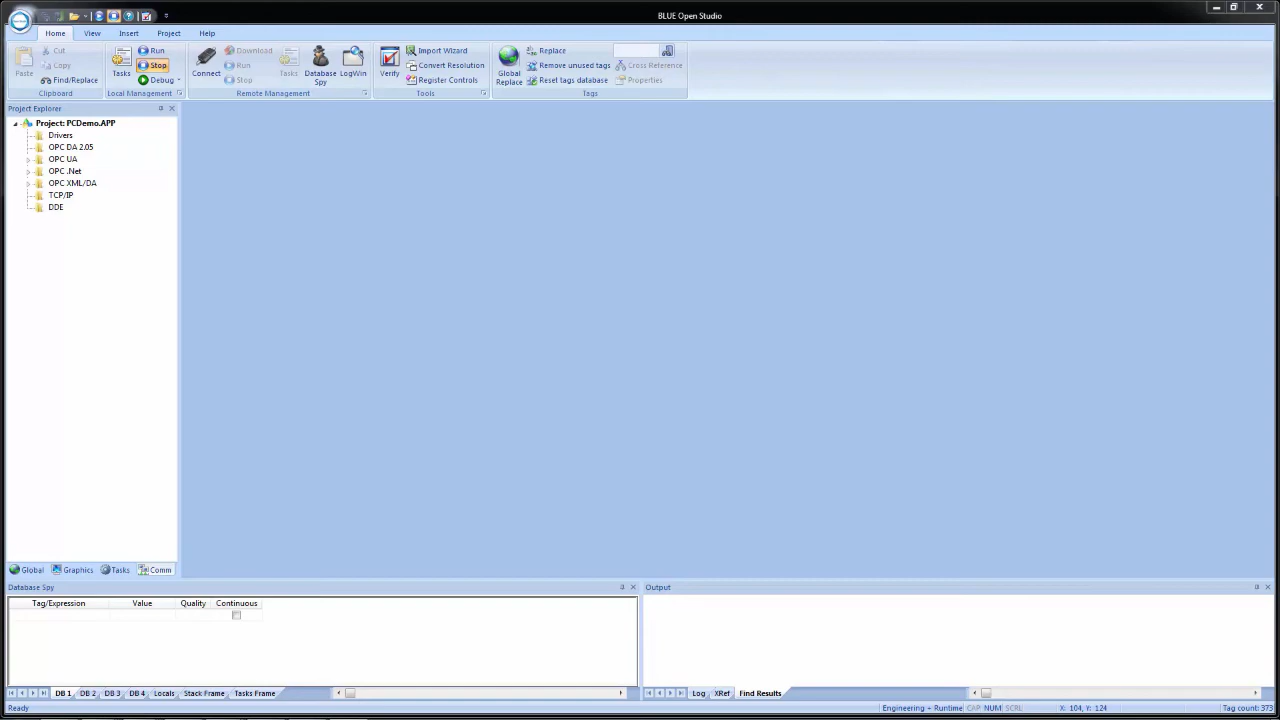 BLUE Open Studio
Home View Insert Project Help
Paste
Cut
Copy
Find/Replace
Clipboard
Tasks
Run
Stop
Debug
Local Management
Connect
Download
Run
Stop
Tasks
Database Spy
LogWin
Remote Management
Verify
Import Wizard
Convert Resolution
Register Controls
Tools
Global Replace
Replace
Remove unused tags
Reset tags database
Cross Reference
Properties
Tags
Project Explorer
Project: PCDemo.APP
Drivers
OPC DA 2.05
OPC UA
OPC .Net
OPC XML/DA
TCP/IP
DDE
Global Graphics Tasks Comm
Database Spy
Tag/Expression Value Quality Continuous
DB 1 DB 2 DB 3 DB 4 Locals Stack Frame Tasks Frame
Output
Log XRef Find Results
Ready Engineering + Runtime CAP NUM SCRL X: 104, Y: 124 Tag count: 373